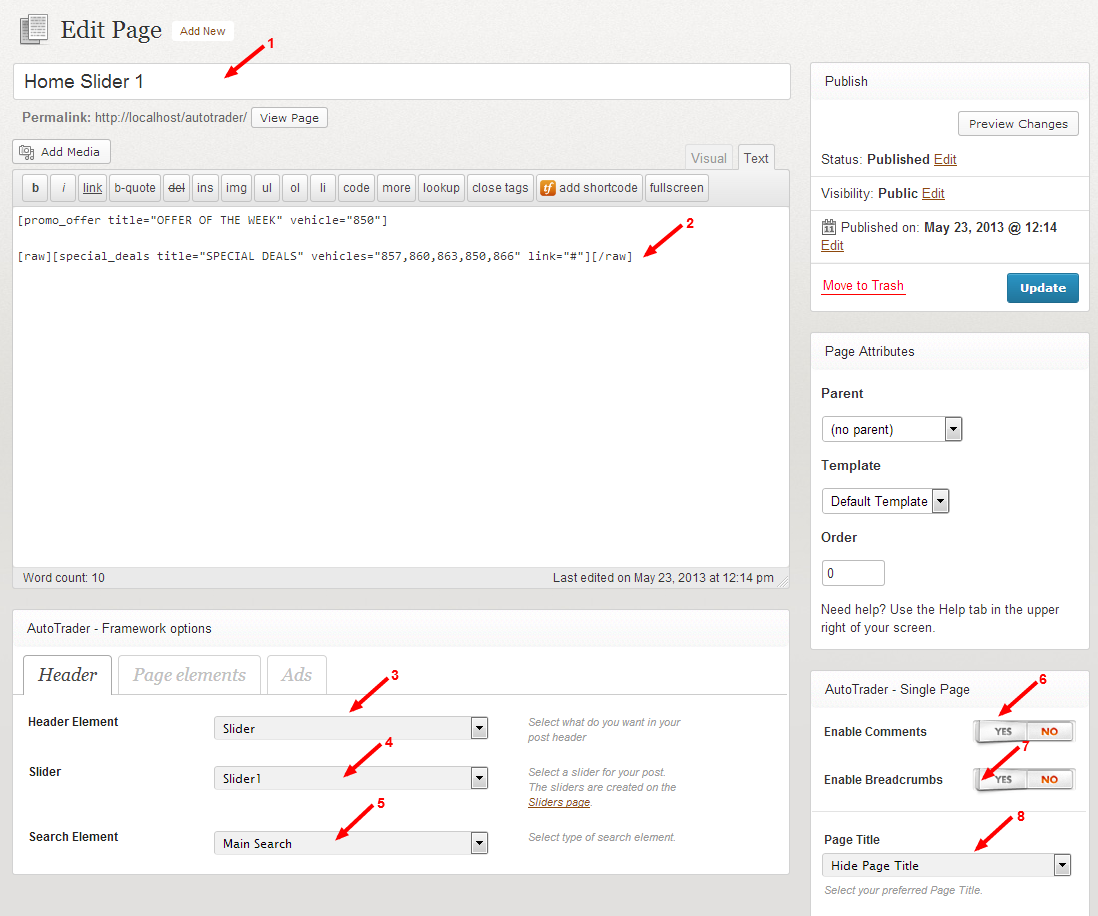 Edit Page Add New
1
Home Slider 1
Permalink: http://localhost/autotrader/ View Page
Add Media
Visual Text
b i link b-quote del ins img ul ol li code more lookup close tags tf add shortcode fullscreen
[promo_offer title="OFFER OF THE WEEK" vehicle="850"]
2
[raw][special_deals title="SPECIAL DEALS" vehicles="857,860,863,850,866" link="#"][/raw]
Word count: 10 Last edited on May 23, 2013 at 12:14 pm
AutoTrader - Framework options
Header Page elements Ads
3
Header Element Slider Select what do you want in your
post header
4
Slider Slider1 Select a slider for your post.
The sliders are created on the
Sliders page.
5
Search Element Main Search Select type of search element.
Publish
Preview Changes
Status: Published Edit
Visibility: Public Edit
11 Published on: May 23, 2013 @ 12:14
Edit
Move to Trash Update
Page Attributes
Parent
(no parent)
Template
Default Template
Order
0
Need help? Use the Help tab in the upper
right of your screen.
AutoTrader - Single Page
6
Enable Comments YES NO
7
Enable Breadcrumbs YES NO
8
Page Title
Hide Page Title
Select your preferred Page Title.